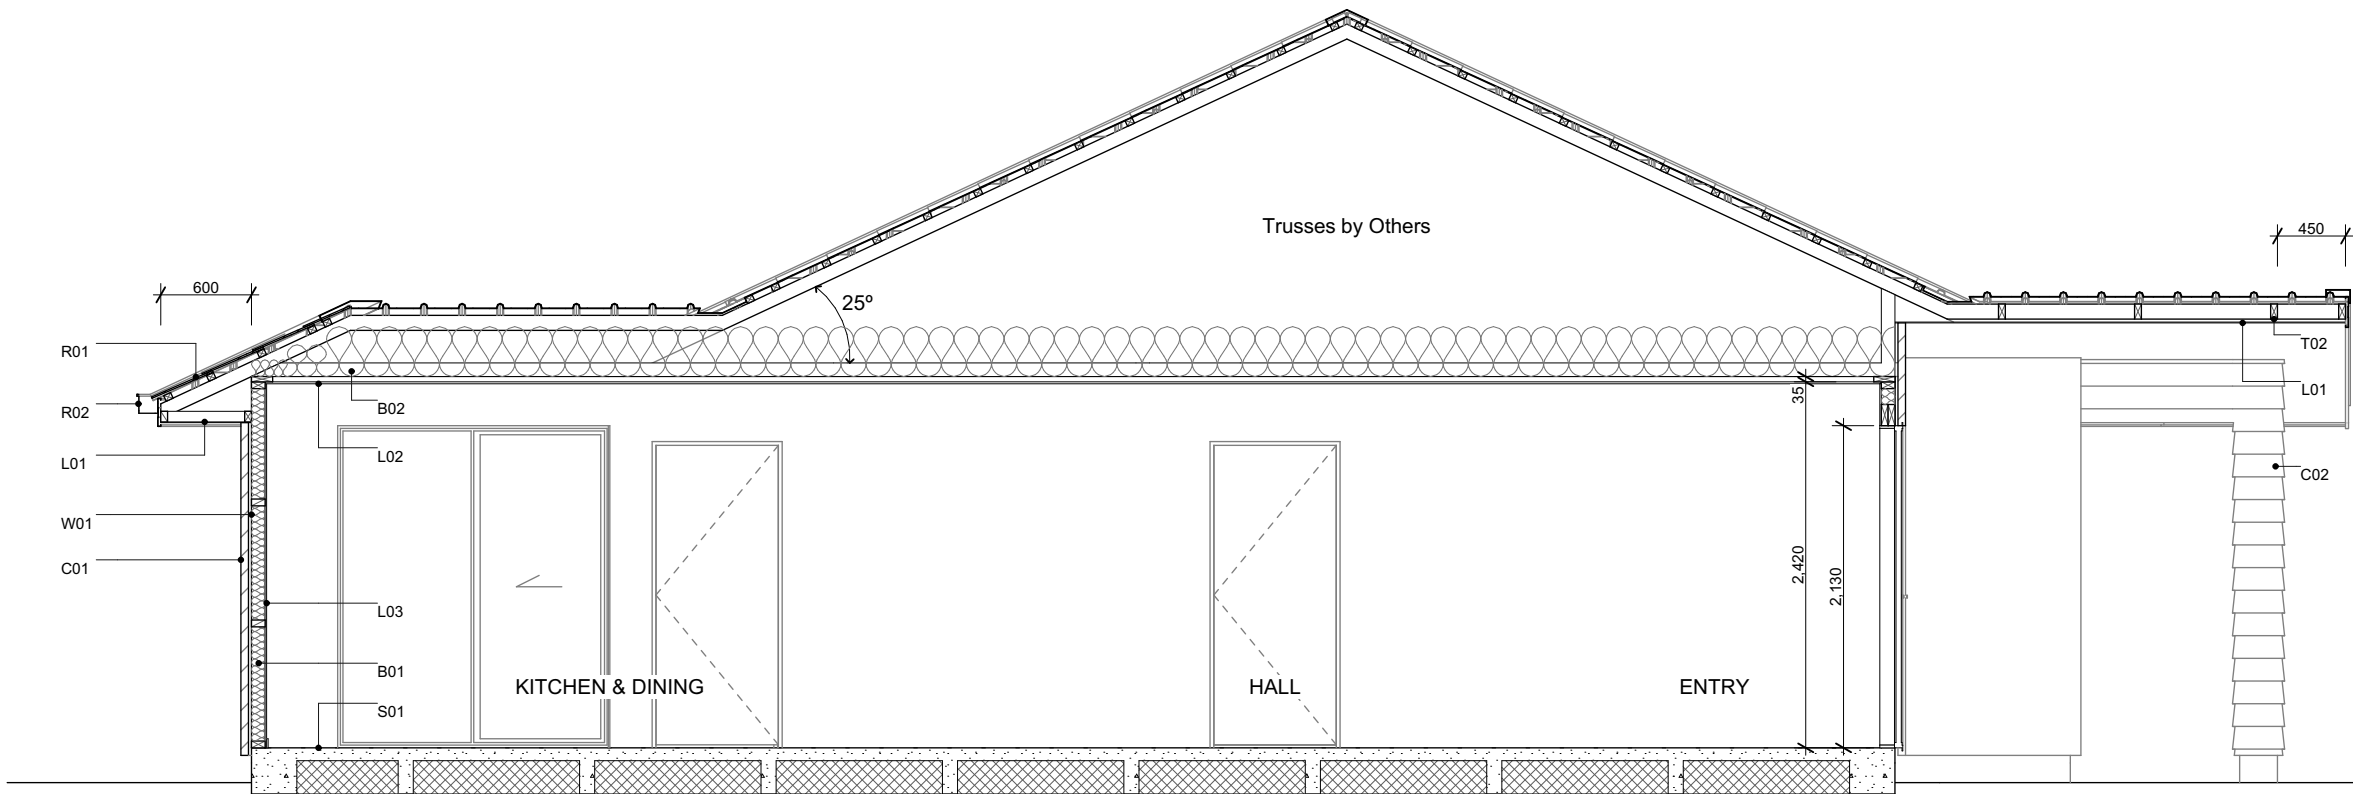 Trusses by Others
450
600
25º
R01
T02
L01
B02
R02
35
L02
L01
C02
W01
C01
2,420
2,130
L03
B01
KITCHEN & DINING
HALL
ENTRY
S01